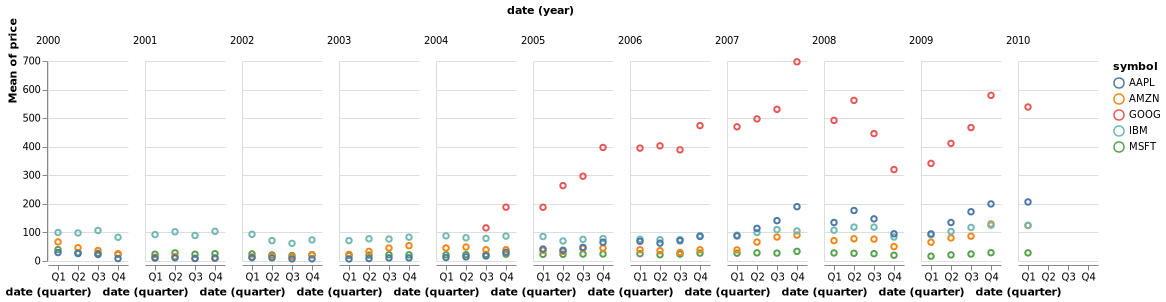 date (year)
2000 2001 2002 2003 2004 2005 2006 2007 2008 2009 2010
Mean of price
700
600
500
400
300
200
100
0
symbol
AAPL
AMZN
GOOG
IBM
MSFT
Q1 Q2 Q3 Q4 Q1 Q2 Q3 Q4 Q1 Q2 Q3 Q4 Q1 Q2 Q3 Q4 Q1 Q2 Q3 Q4 Q1 Q2 Q3 Q4 Q1 Q2 Q3 Q4 Q1 Q2 Q3 Q4 Q1 Q2 Q3 Q4 Q1 Q2 Q3 Q4 Q1 Q2 Q3 Q4
date (quarter) date (quarter) date (quarter) date (quarter) date (quarter) date (quarter) date (quarter) date (quarter) date (quarter) date (quarter) date (quarter)